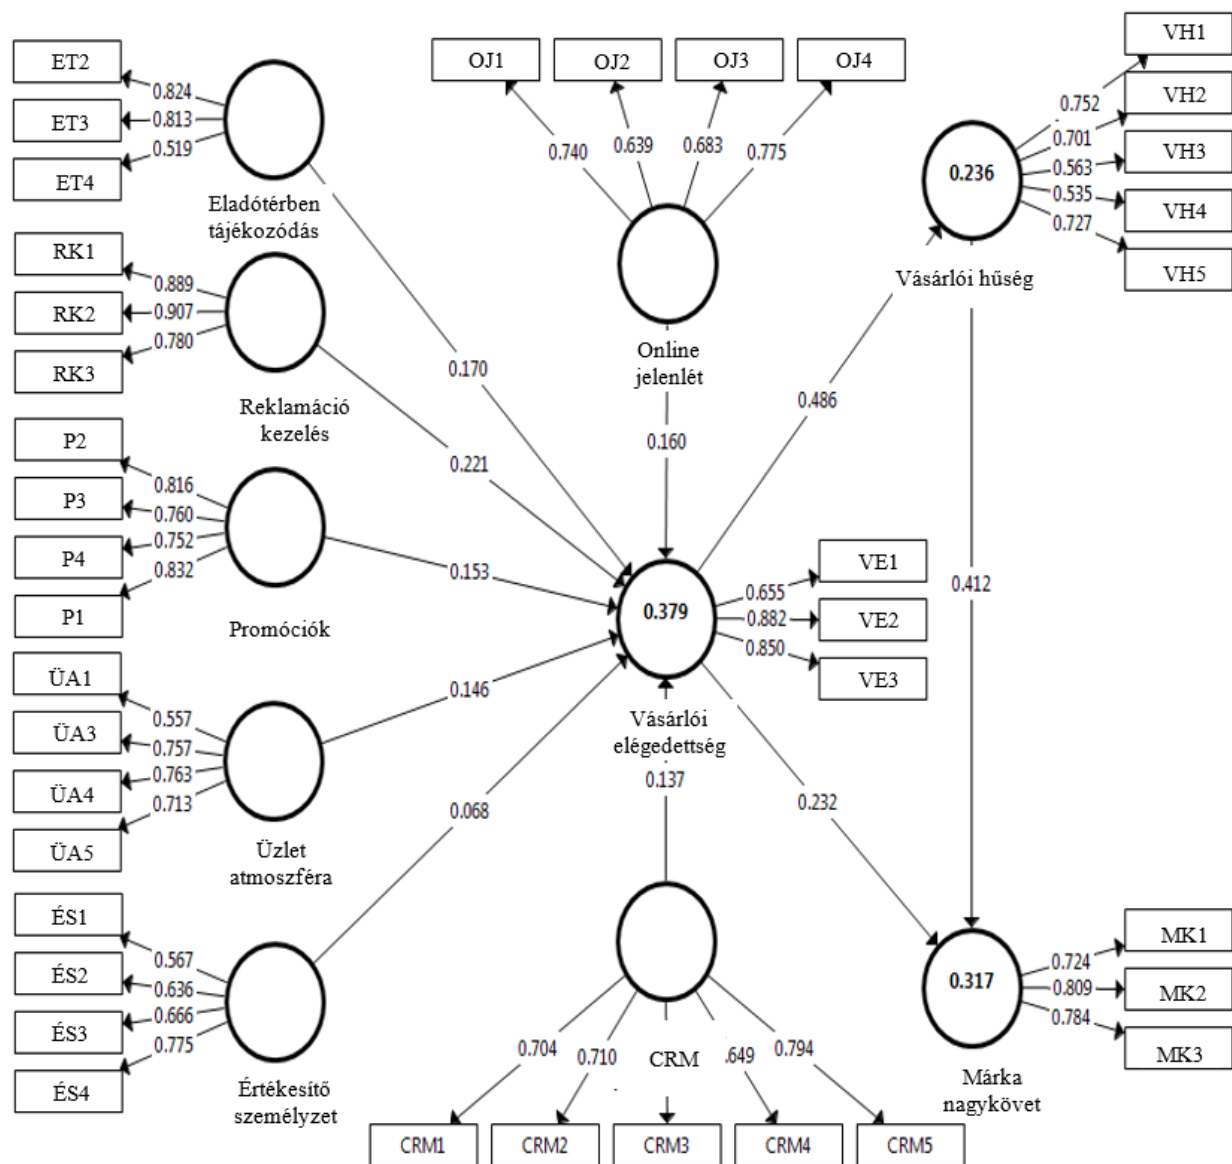 ET2
ET3
ET4
0.824
0.813
0.519
Eladótérben
tájékozódás
RK1
RK2
RK3
0.889
0.907
0.780
Reklamáció
kezelés
P2
P3
P4
P1
0.816
0.760
0.752
0.832
Promóciók
ÜA1
ÜA3
ÜA4
ÜA5
0.557
0.757
0.763
0.713
Üzlet
atmoszféra
ÉS1
ÉS2
ÉS3
ÉS4
0.567
0.636
0.666
0.775
Értékesítő
személyzet
OJ1
OJ2
OJ3
OJ4
0.740
0.639
0.683
0.775
Online
jelenlét
0.170
0.221
0.153
0.146
0.068
0.160
0.137
0.379
Vásárlói
elégedettség
0.655
0.882
0.850
VE1
VE2
VE3
0.486
0.232
0.412
0.236
Vásárlói hűség
0.752
0.701
0.563
0.535
0.727
VH1
VH2
VH3
VH4
VH5
0.317
Márka
nagykövet
0.724
0.809
0.784
MK1
MK2
MK3
CRM
0.704
0.710
.649
0.794
CRM1
CRM2
CRM3
CRM4
CRM5